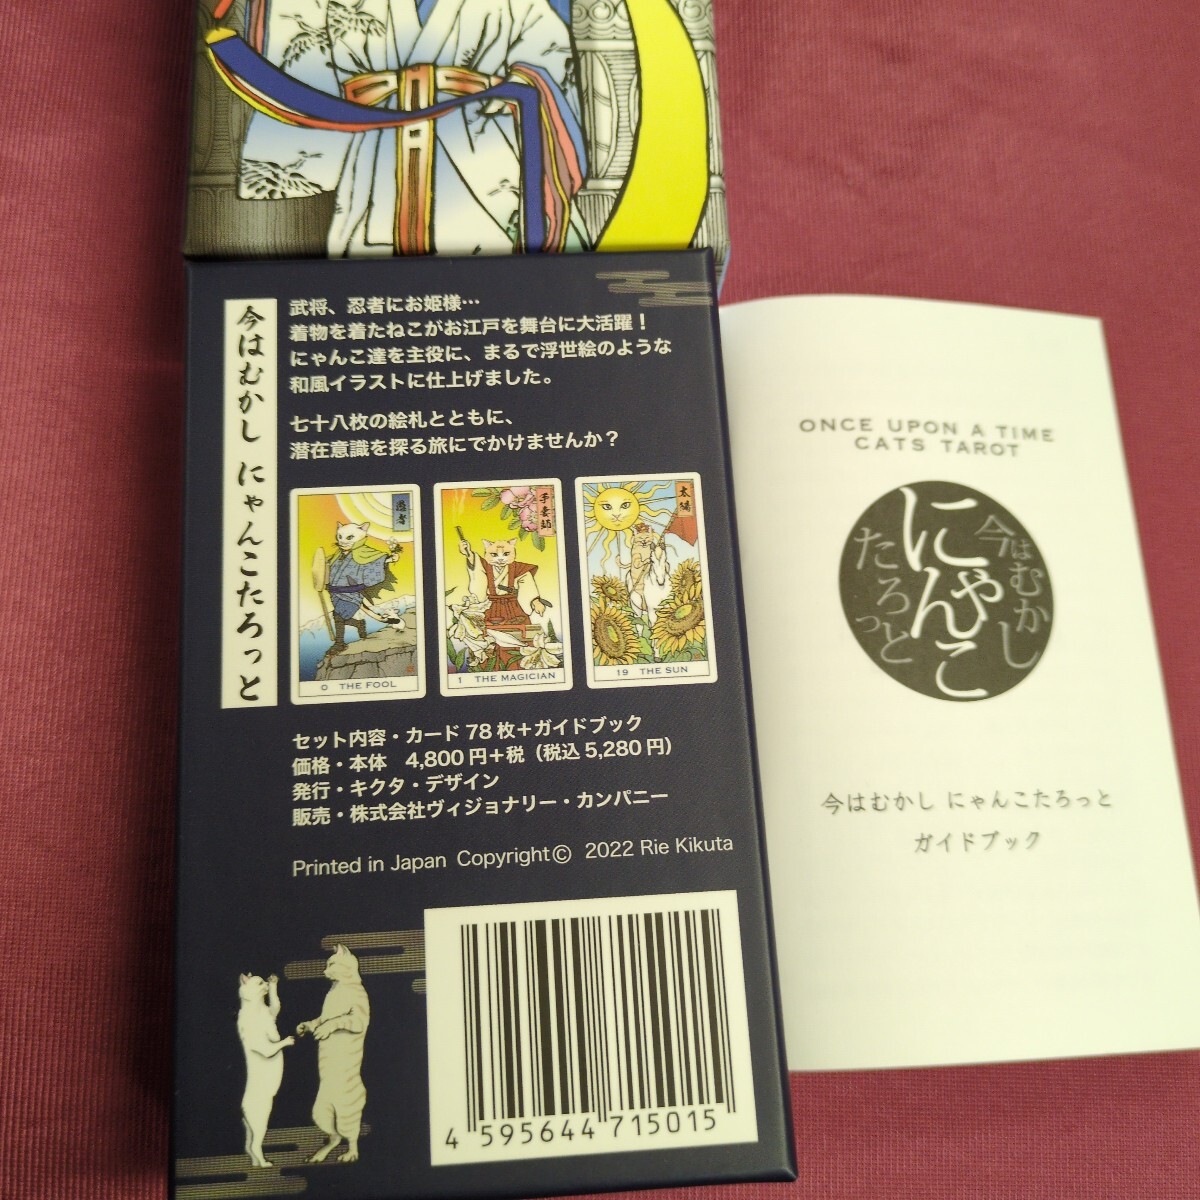 今はむかし にゃんこたろっと
武将、忍者にお姫様…
着物を着たねこがお江戸を舞台に大活躍！
にゃんこ達を主役に、まるで浮世絵のような
和風イラストに仕上げました。
七十八枚の絵札とともに、
潜在意識を探る旅にでかけませんか？
愚者
0 THE FOOL
手妻師
1 THE MAGICIAN
太陽
19 THE SUN
セット内容・カード78枚＋ガイドブック
価格・本体 4,800円＋税（税込5,280円）
発行・キクタ・デザイン
販売・株式会社ヴィジョナリー・カンパニー
Printed in Japan Copyright© 2022 Rie Kikuta
4 595644 715015
ONCE UPON A TIME
CATS TAROT
今はむかし
にゃんこ
たろっと
今はむかし にゃんこたろっと
ガイドブック